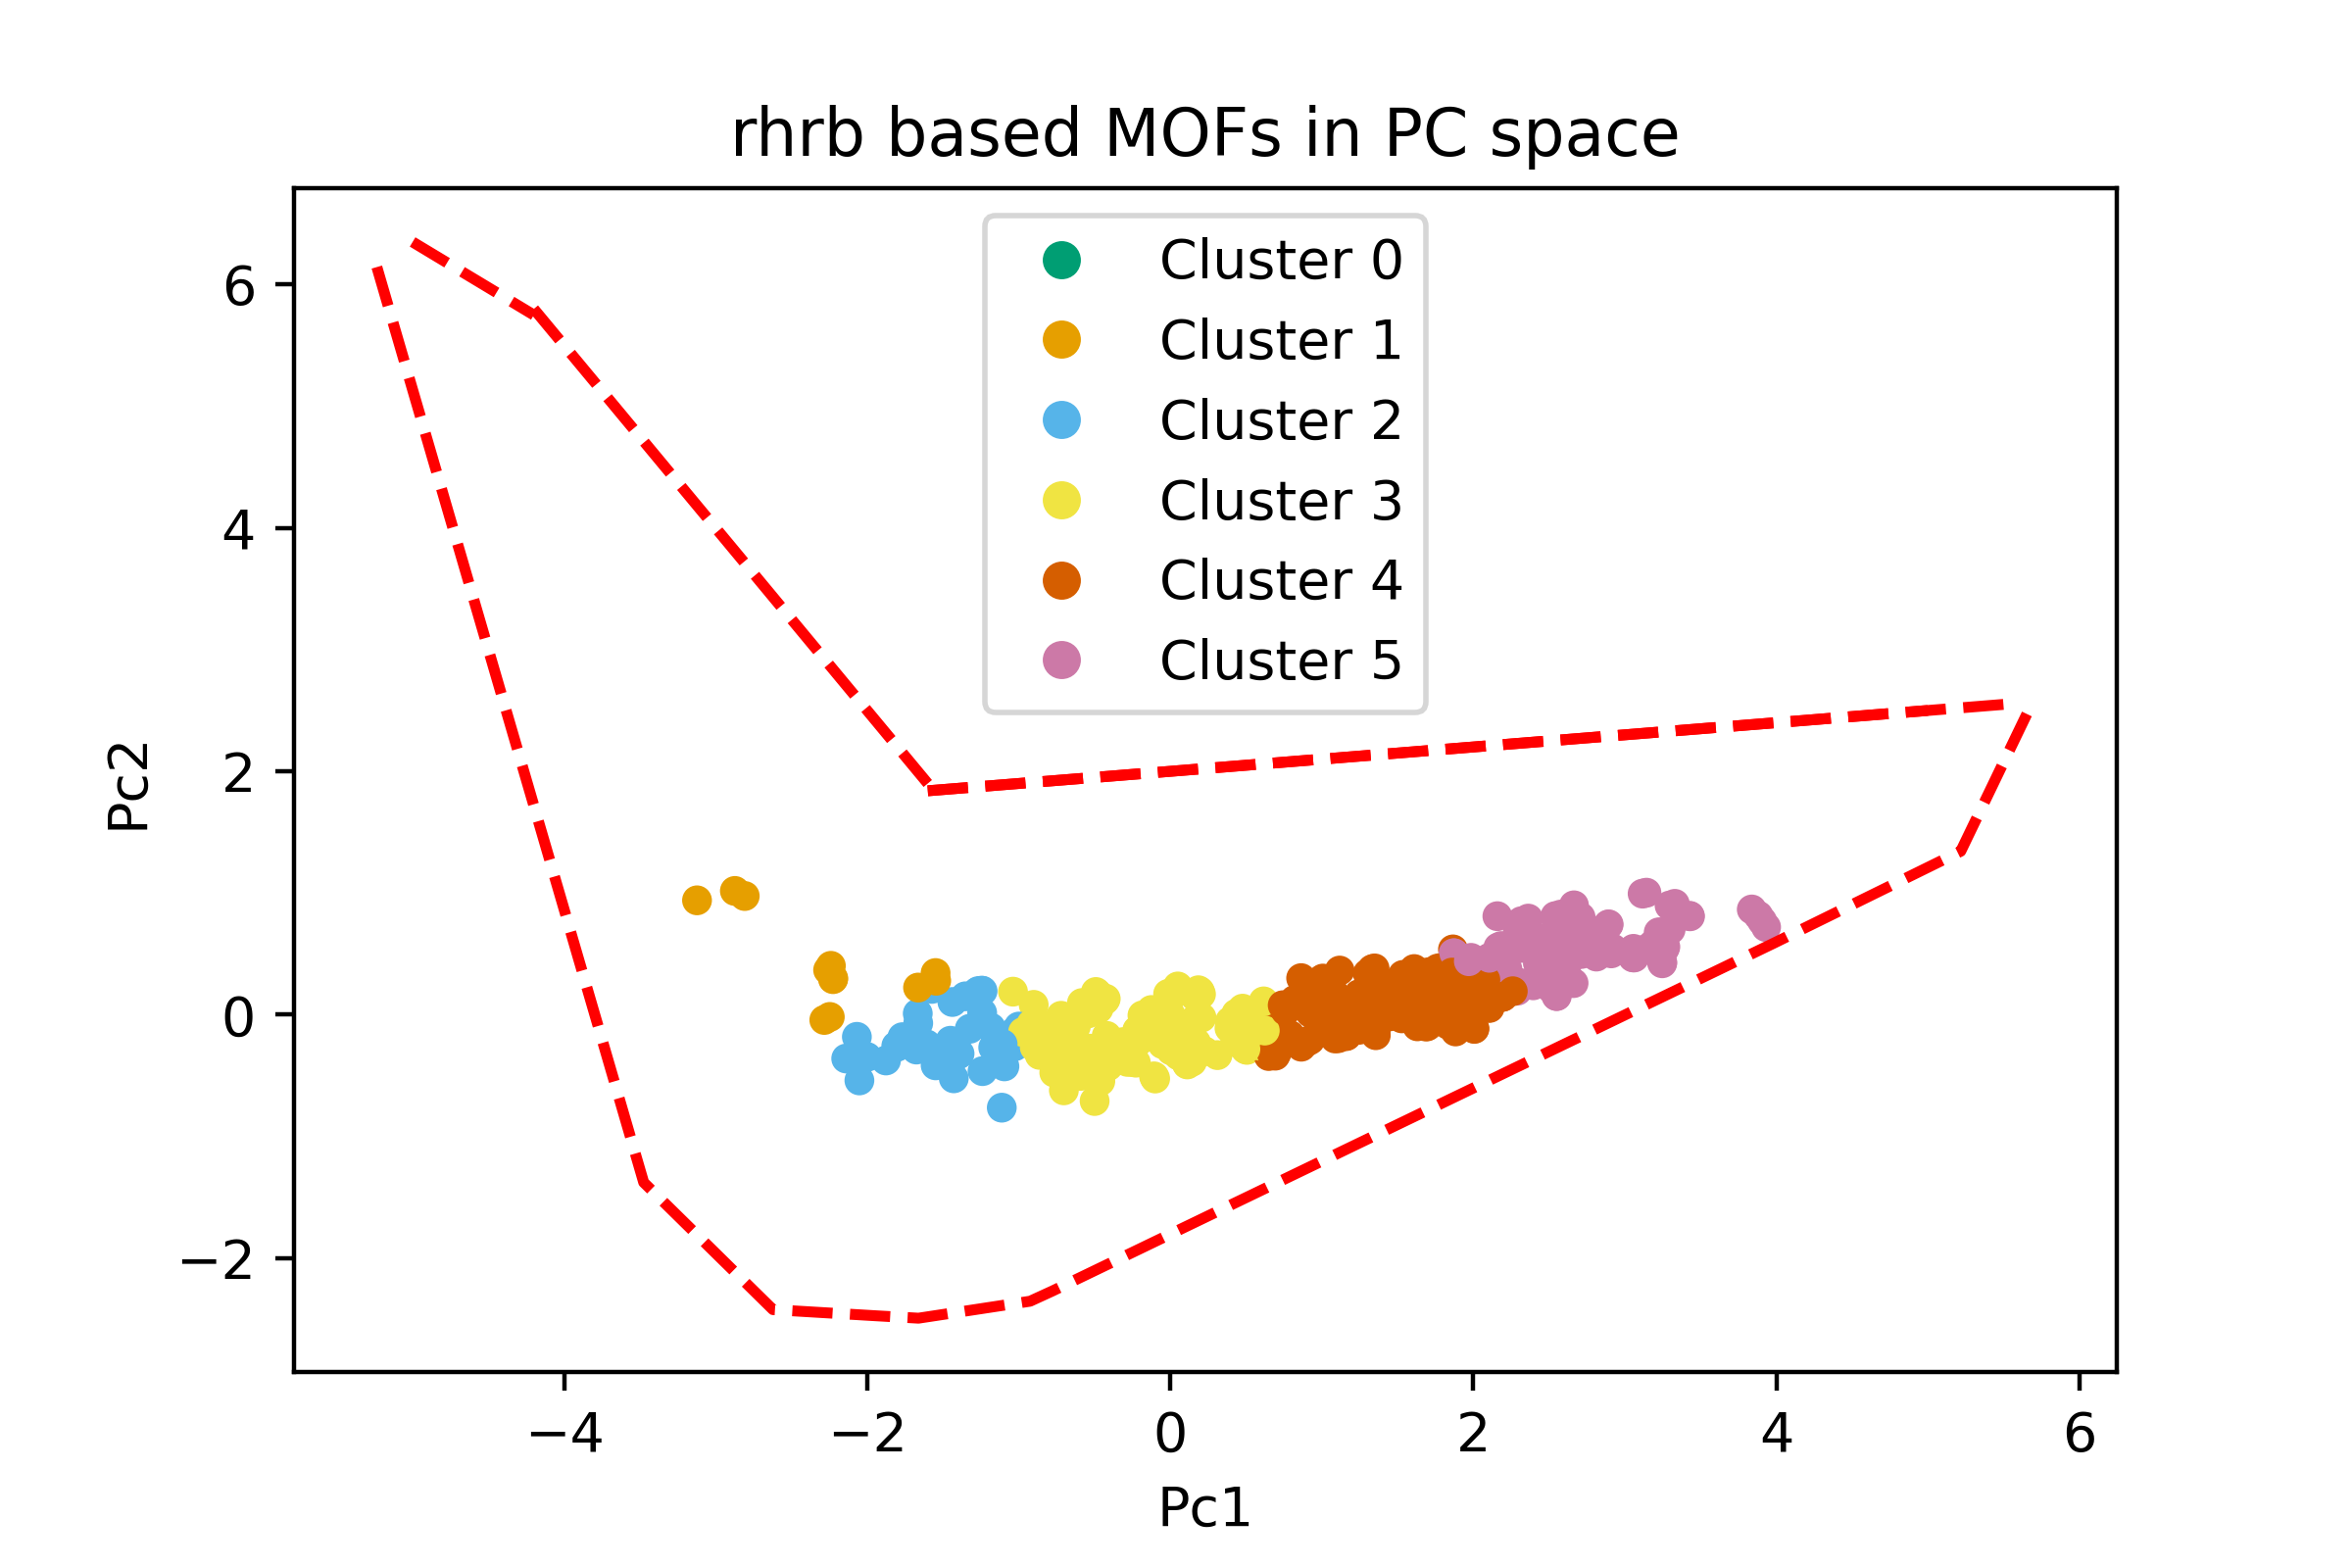 rhrb based MOFs in PC space
Cluster 0
Cluster 1
Cluster 2
Cluster 3
Cluster 4
Cluster 5
6
4
2
0
−2
Pc2
−4 −2 0 2 4 6
Pc1